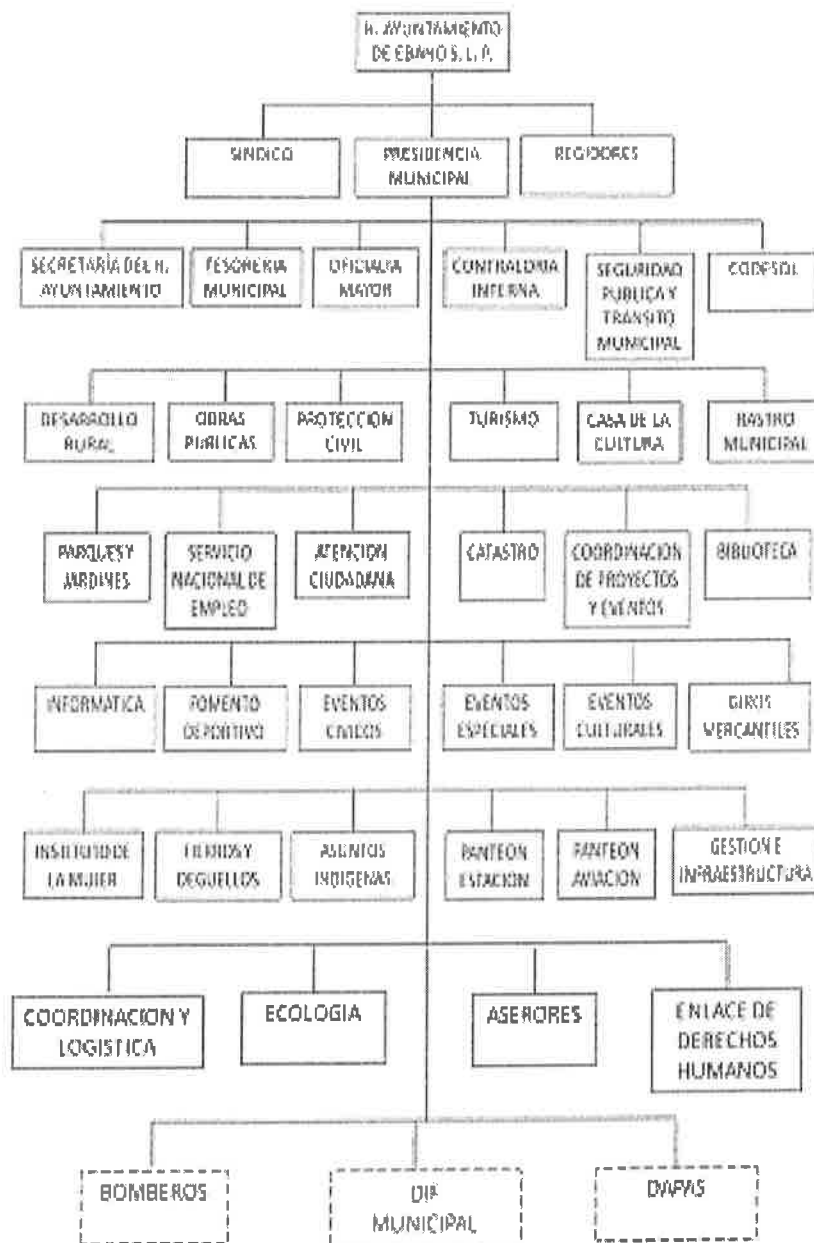 H. AYUNTAMIENTO
DE EBANO S. L. P.
SINDICO
PRESIDENCIA
MUNICIPAL
REGIDORES
SECRETARÍA DEL H.
AYUNTAMIENTO
TESORERIA
MUNICIPAL
OFICIALIA
MAYOR
CONTRALORIA
INTERNA
SEGURIDAD
PUBLICA Y
TRANSITO
MUNICIPAL
CODESOL
DESARROLLO
RURAL
OBRAS
PUBLICAS
PROTECCION
CIVIL
TURISMO
CASA DE LA
CULTURA
RASTRO
MUNICIPAL
PARQUES Y
JARDINES
SERVICIO
NACIONAL DE
EMPLEO
ATENCION
CIUDADANA
CATASTRO
COORDINACION
DE PROYECTOS
Y EVENTOS
BIBLIOTECA
INFORMATICA
FOMENTO
DEPORTIVO
EVENTOS
CIVICOS
EVENTOS
ESPECIALES
EVENTOS
CULTURALES
GIROS
MERCANTILES
INSTITUTO DE
LA MUJER
FIERROS Y
DEGUELLOS
ASUNTOS
INDIGENAS
PANTEON
ESTACION
PANTEON
AVIACION
GESTION E
INFRAESTRUCTURA
COORDINACION Y
LOGISTICA
ECOLOGIA
ASESORES
ENLACE DE
DERECHOS
HUMANOS
BOMBEROS
DIF
MUNICIPAL
DAPAS